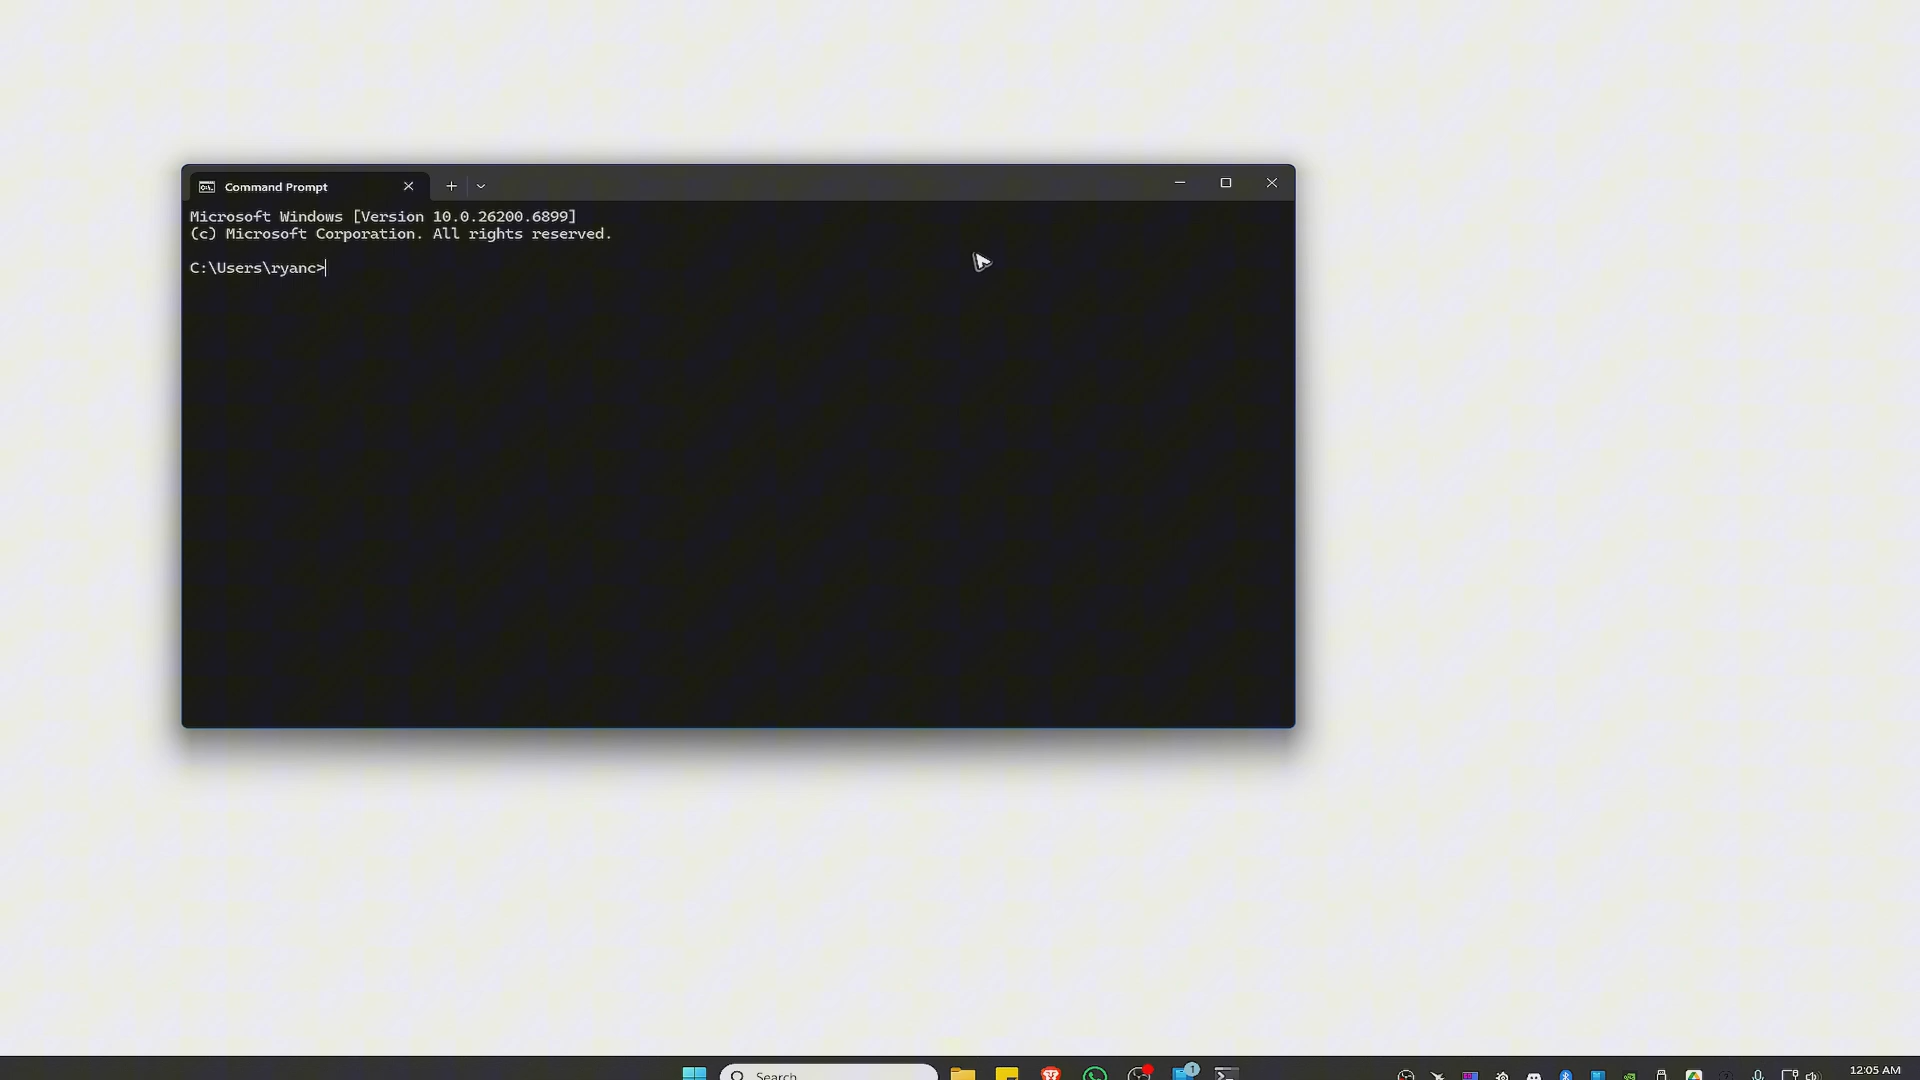 Command Prompt
Microsoft Windows [Version 10.0.26200.6899]
(c) Microsoft Corporation. All rights reserved.
C:\Users\ryanc>
Search
1
12:05 AM